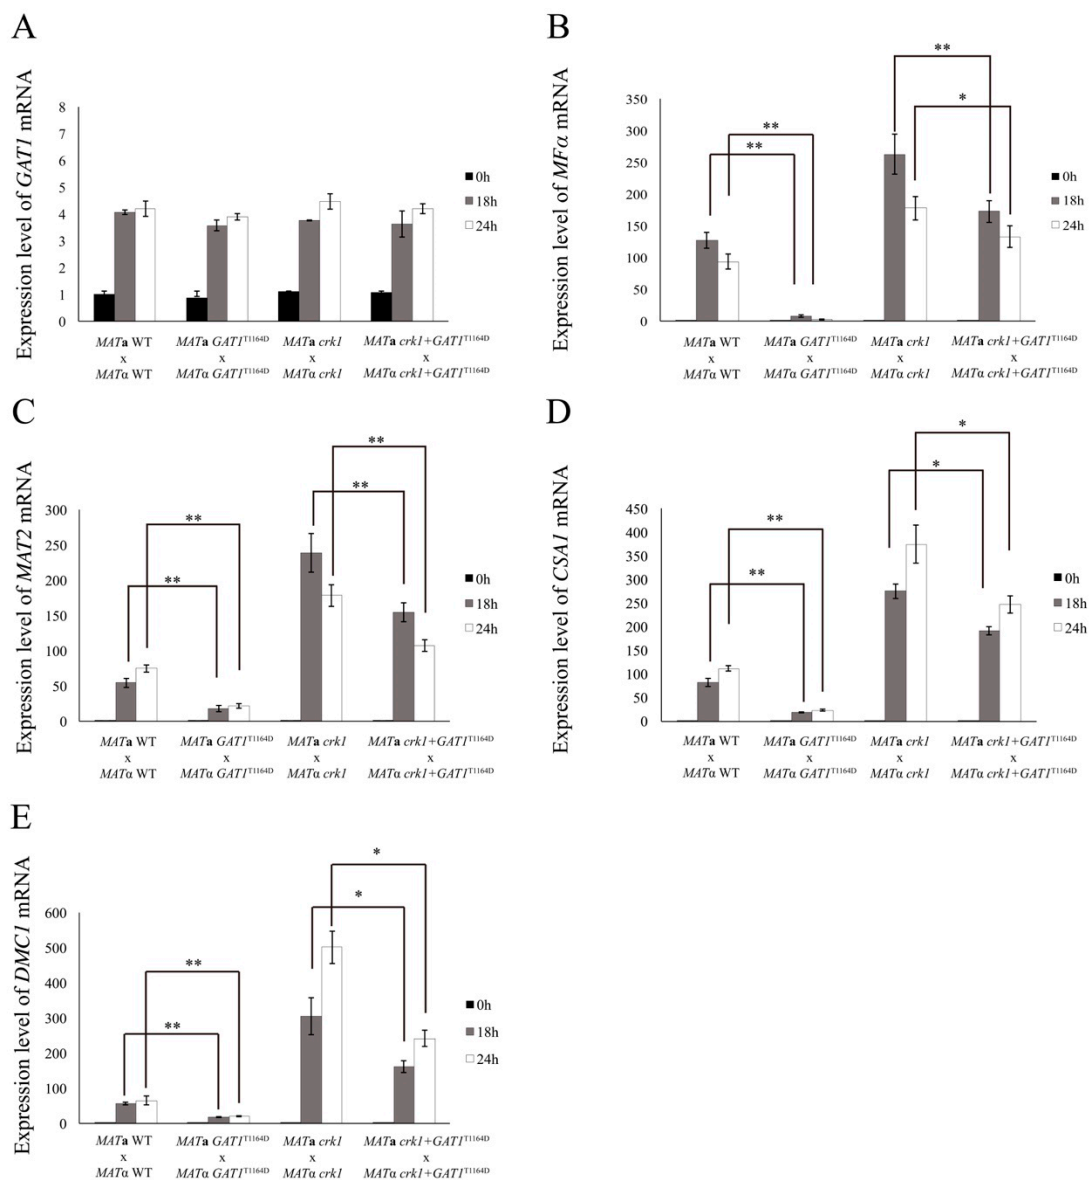 A
Expression level of GAT1 mRNA
8
7
6
5
4
3
2
1
0
0h
18h
24h
MATa WT
x
MATα WT
MATa GAT1T1164D
x
MATα GAT1T1164D
MATa crk1
x
MATα crk1
MATa crk1+GAT1T1164D
x
MATα crk1+GAT1T1164D
B
Expression level of MFα mRNA
350
300
250
200
150
100
50
0
**
**
**
*
0h
18h
24h
MATa WT
x
MATα WT
MATa GAT1T1164D
x
MATα GAT1T1164D
MATa crk1
x
MATα crk1
MATa crk1+GAT1T1164D
x
MATα crk1+GAT1T1164D
C
Expression level of MAT2 mRNA
300
250
200
150
100
50
0
**
**
**
**
0h
18h
24h
MATa WT
x
MATα WT
MATa GAT1T1164D
x
MATα GAT1T1164D
MATa crk1
x
MATα crk1
MATa crk1+GAT1T1164D
x
MATα crk1+GAT1T1164D
D
Expression level of CSA1 mRNA
450
400
350
300
250
200
150
100
50
0
**
**
*
*
0h
18h
24h
MATa WT
x
MATα WT
MATa GAT1T1164D
x
MATα GAT1T1164D
MATa crk1
x
MATα crk1
MATa crk1+GAT1T1164D
x
MATα crk1+GAT1T1164D
E
Expression level of DMC1 mRNA
600
500
400
300
200
100
0
**
**
*
*
0h
18h
24h
MATa WT
x
MATα WT
MATa GAT1T1164D
x
MATα GAT1T1164D
MATa crk1
x
MATα crk1
MATa crk1+GAT1T1164D
x
MATα crk1+GAT1T1164D